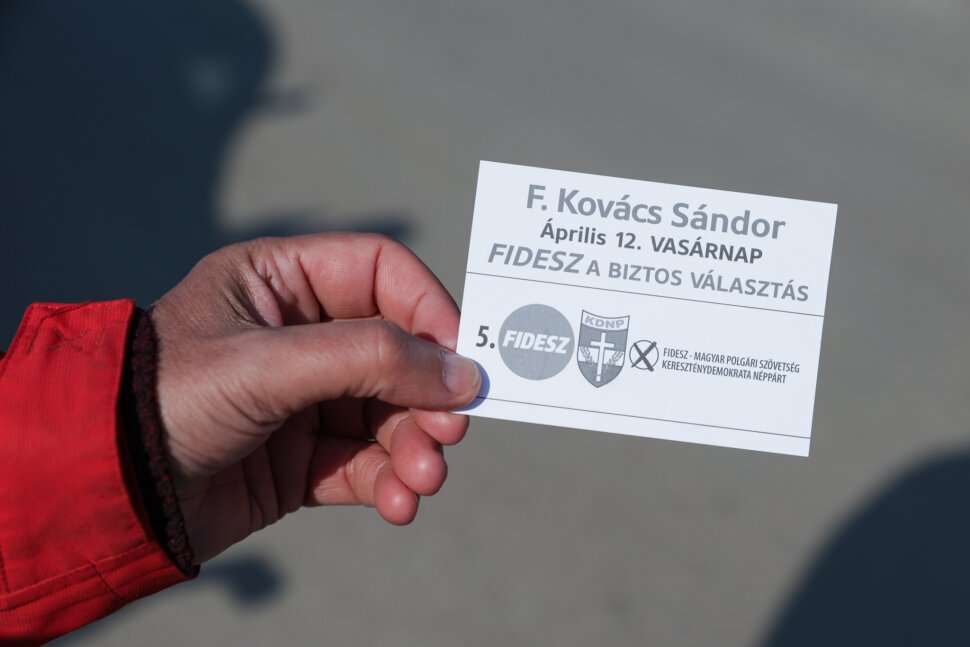 F. Kovács Sándor
Április 12. VASÁRNAP
FIDESZ A BIZTOS VÁLASZTÁS
5. FIDESZ KDNP
FIDESZ - MAGYAR POLGÁRI SZÖVETSÉG
KERESZTÉNYDEMOKRATA NÉPPÁRT